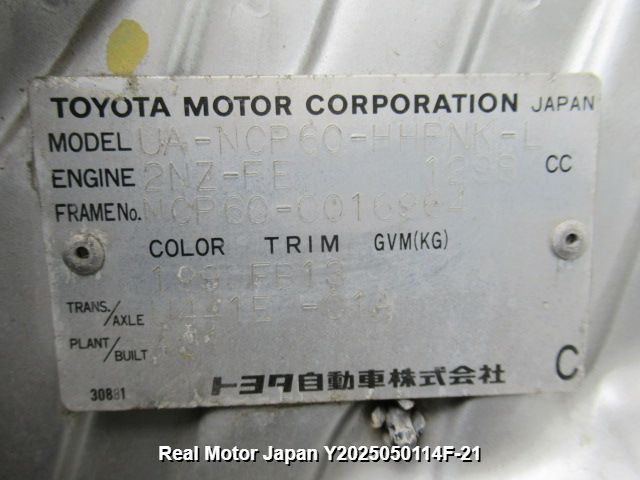 TOYOTA MOTOR CORPORATION JAPAN
MODEL UA-NCP60-HHPNK-L
ENGINE 2NZ-FE 1298 CC
FRAME No. NCP60-0016964
COLOR TRIM GVM(KG)
199 FB13
TRANS./AXLE -01A
PLANT/BUILT
トヨタ自動車株式会社 C
30881
Real Motor Japan Y2025050114F-21